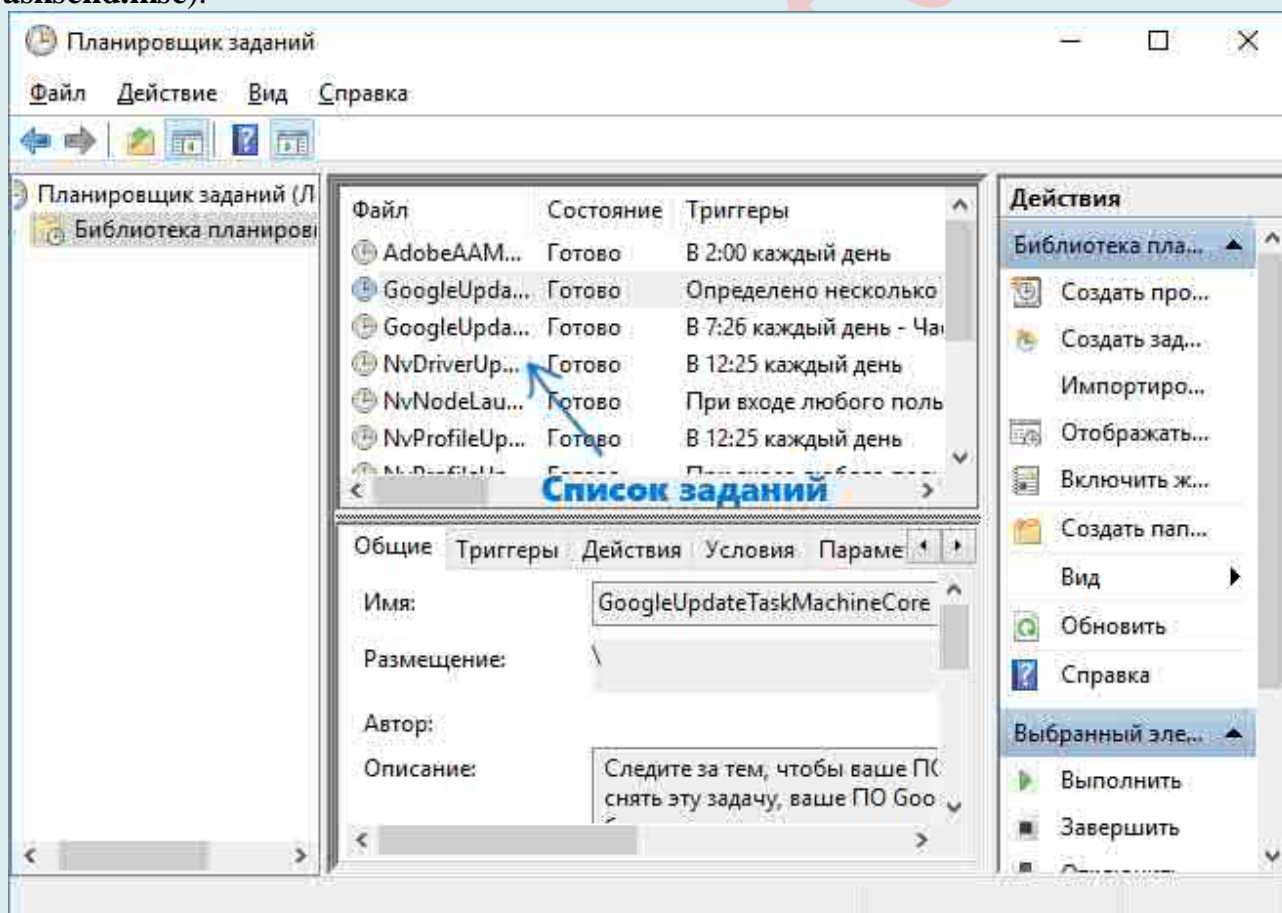 Планировщик заданий
Файл Действие Вид Справка
Планировщик заданий (Л
Библиотека планиров
Файл Состояние Триггеры
AdobeAAM... Готово В 2:00 каждый день
GoogleUpda... Готово Определено несколько
GoogleUpda... Готово В 7:26 каждый день - Ча
NvDriverUp... Готово В 12:25 каждый день
NvNodeLau... Готово При входе любого поль
NvProfileUp... Готово В 12:25 каждый день
Список заданий
Общие Триггеры Действия Условия Параме
Имя: GoogleUpdateTaskMachineCore
Размещение: \
Автор:
Описание: Следите за тем, чтобы ваше ПО
снять эту задачу, ваше ПО Goo
Действия
Библиотека пла...
Создать про...
Создать зад...
Импортиро...
Отображать...
Включить ж...
Создать пап...
Вид
Обновить
Справка
Выбранный эле...
Выполнить
Завершить